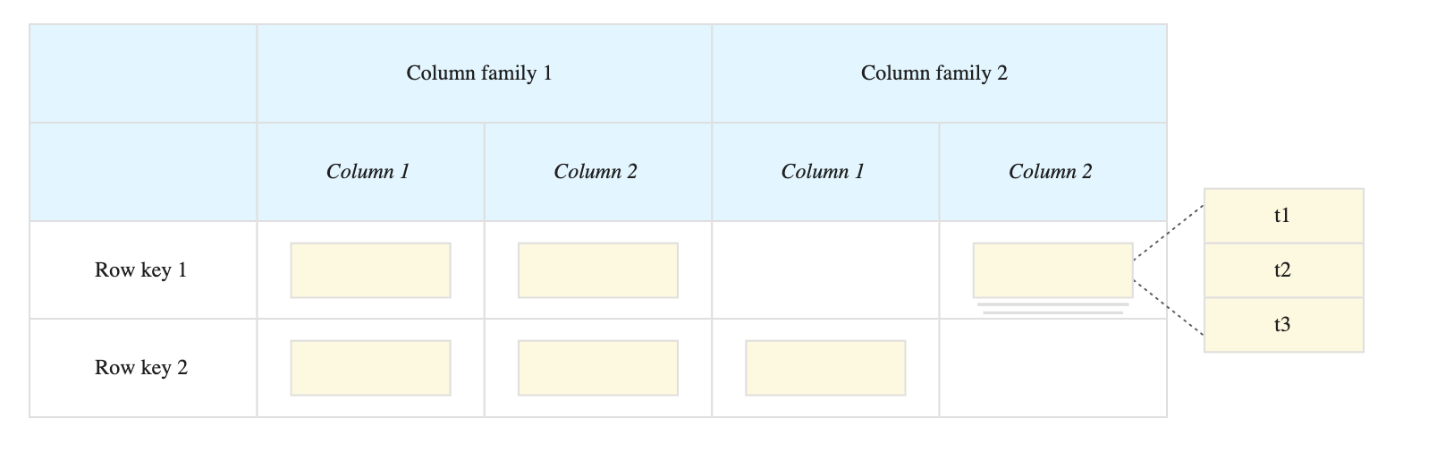 Column family 1
Column family 2
Column 1
Column 2
Column 1
Column 2
t1
Row key 1
t2
t3
Row key 2